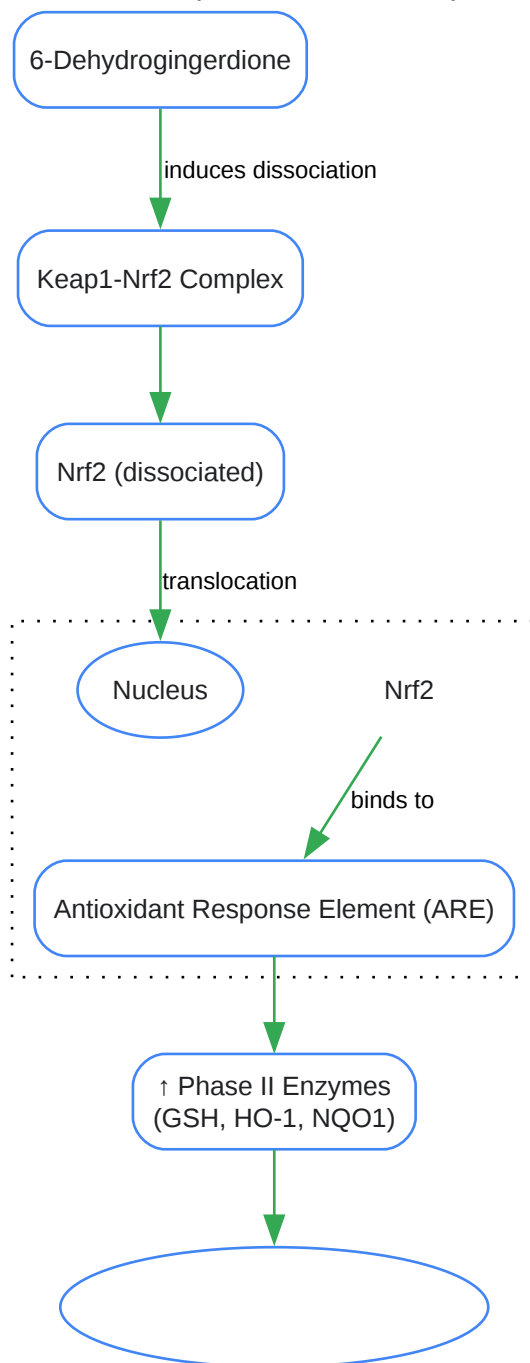 6-Dehydrogingerdione
induces dissociation
Keap1-Nrf2 Complex
Nrf2 (dissociated)
translocation
Nucleus
Nrf2
binds to
Antioxidant Response Element (ARE)
↑ Phase II Enzymes
(GSH, HO-1, NQO1)